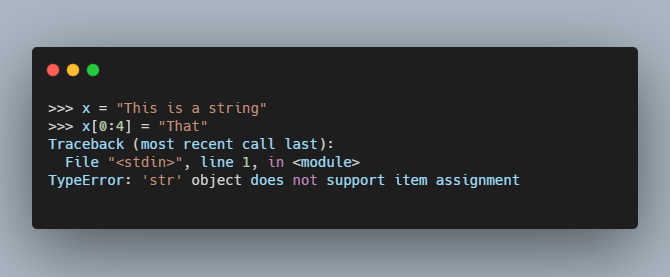 >>> x = "This is a string"
>>> x[0:4] = "That"
Traceback (most recent call last):
  File "<stdin>", line 1, in <module>
TypeError: 'str' object does not support item assignment